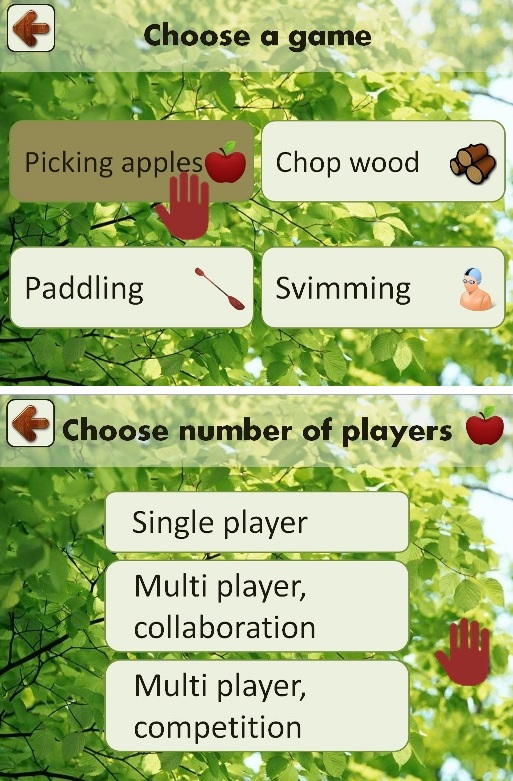 Choose a game
Picking apples
Chop wood
Paddling
Svimming
Choose number of players
Single player
Multi player,
collaboration
Multi player,
competition